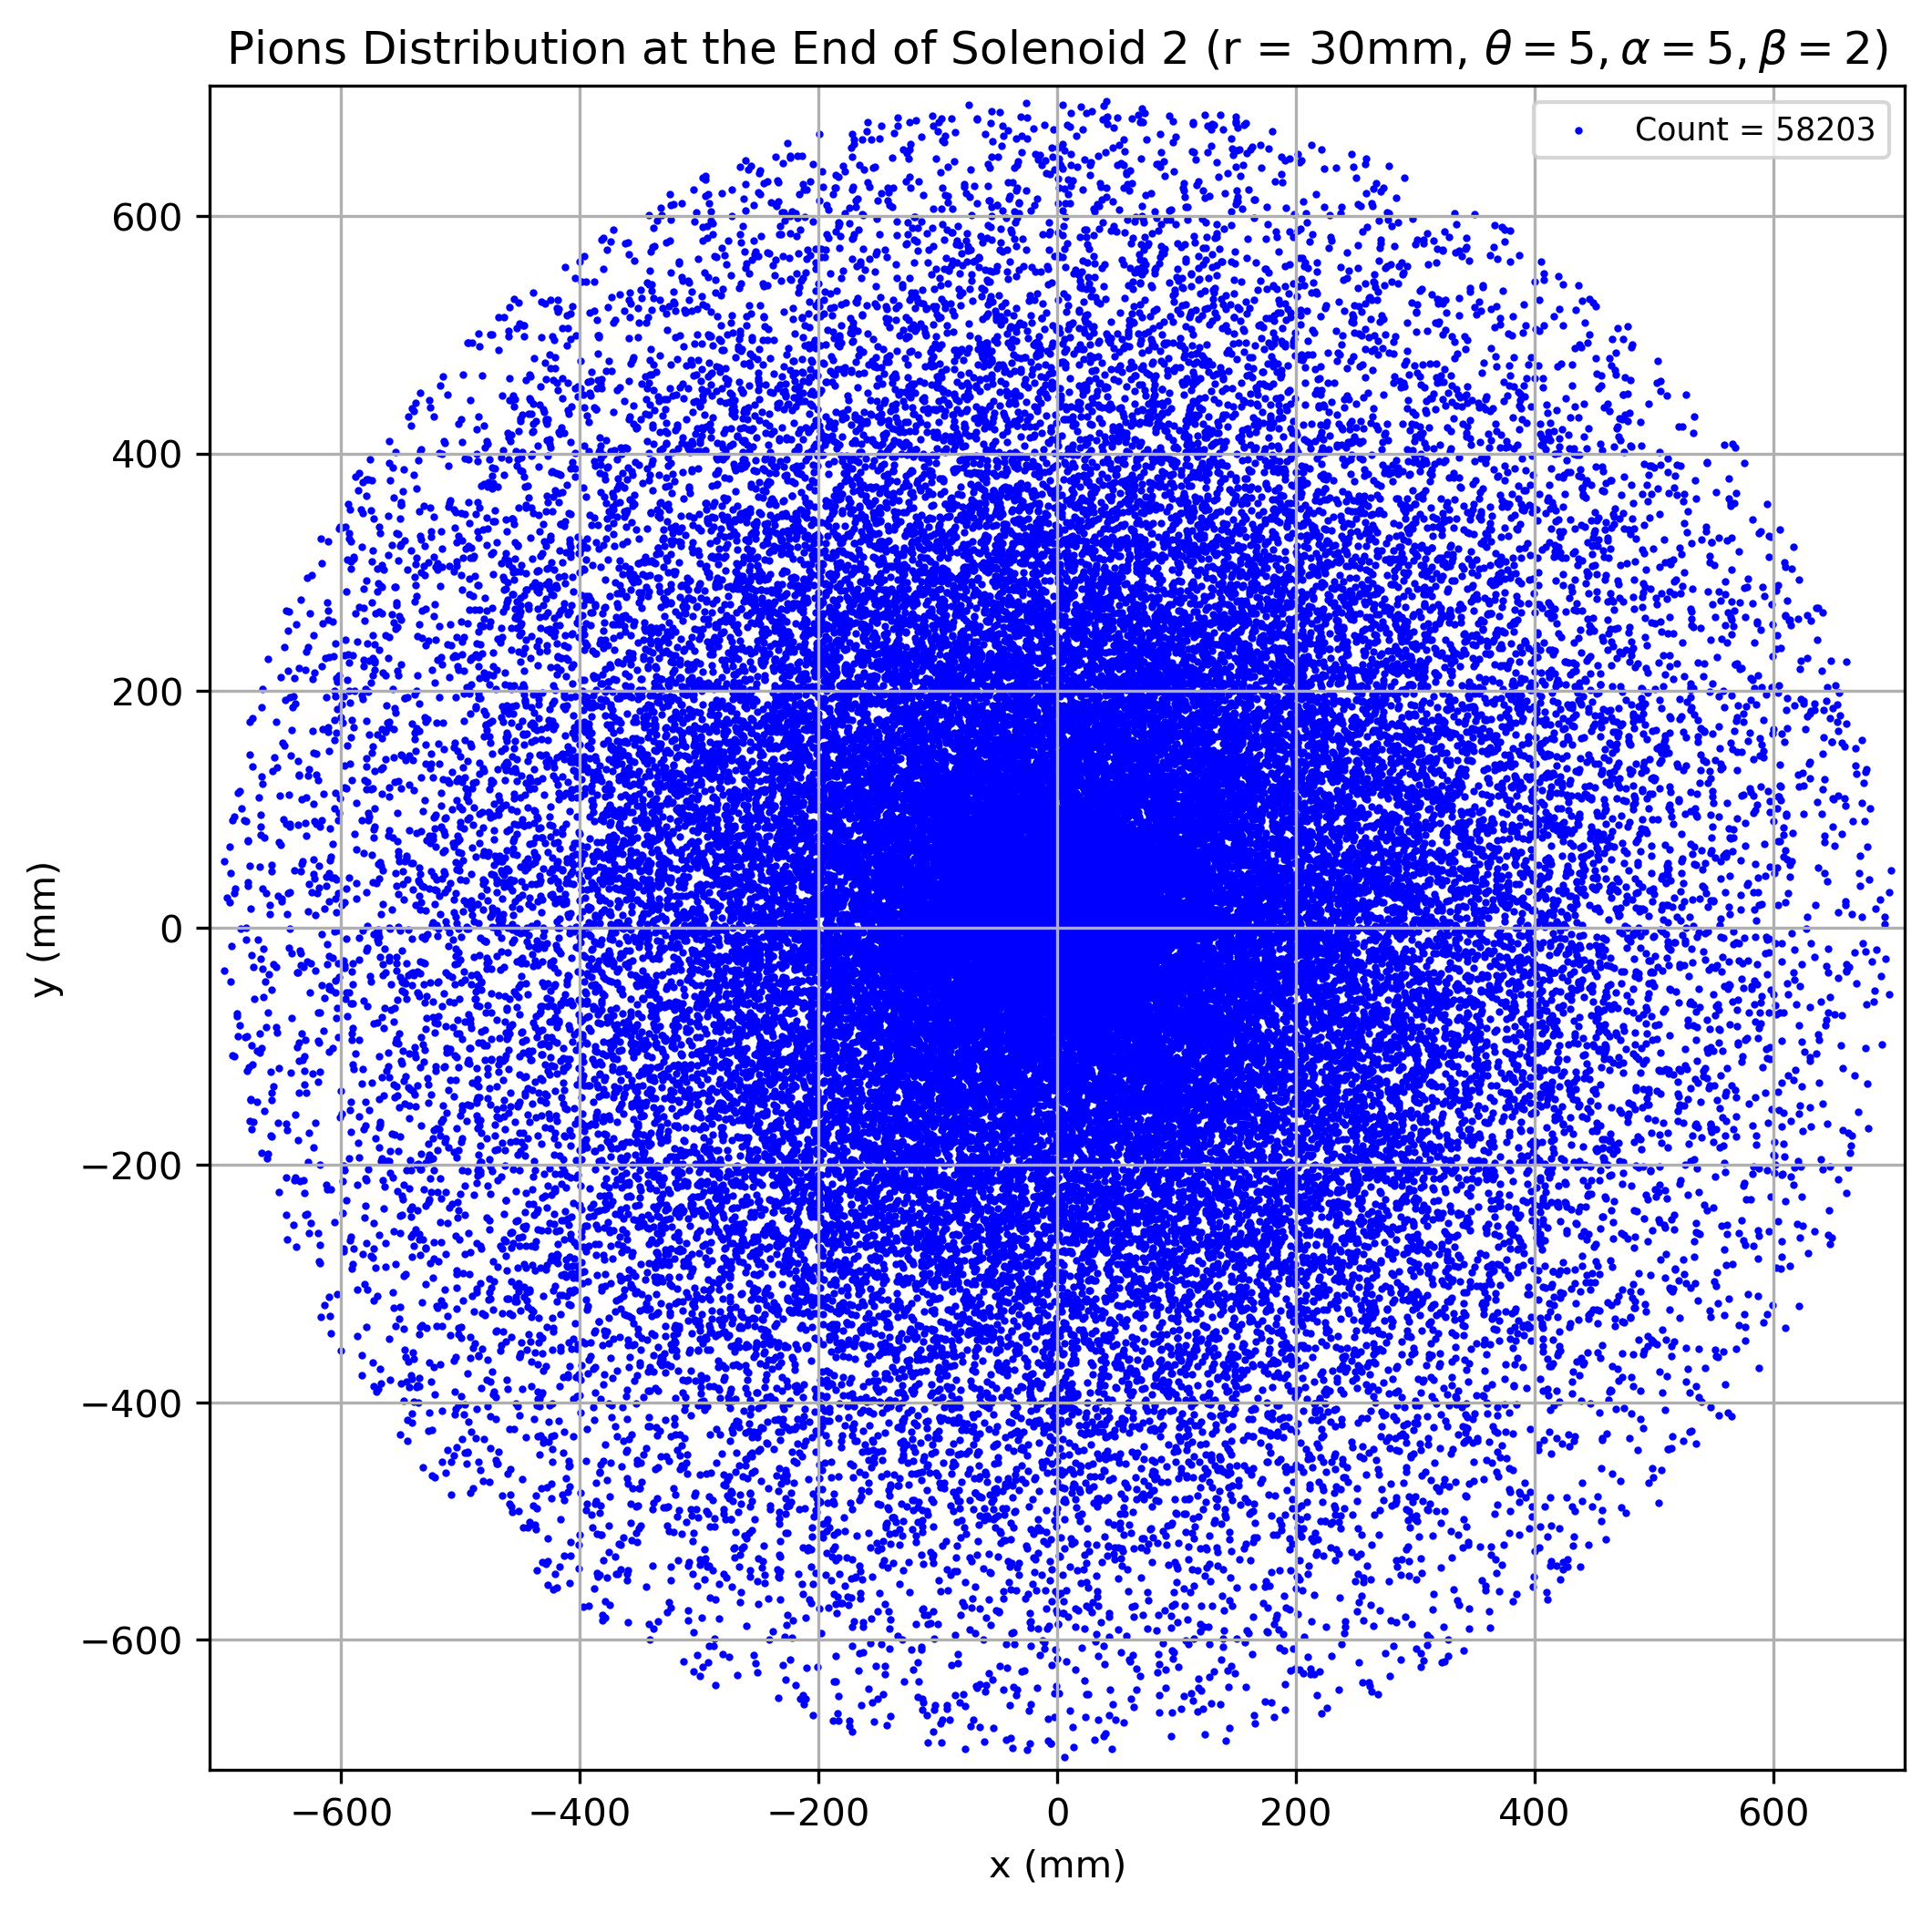 Pions Distribution at the End of Solenoid 2 (r = 30mm, θ = 5, α = 5, β = 2)
Count = 58203
600
400
200
0
−200
−400
−600
y (mm)
−600 −400 −200 0 200 400 600
x (mm)